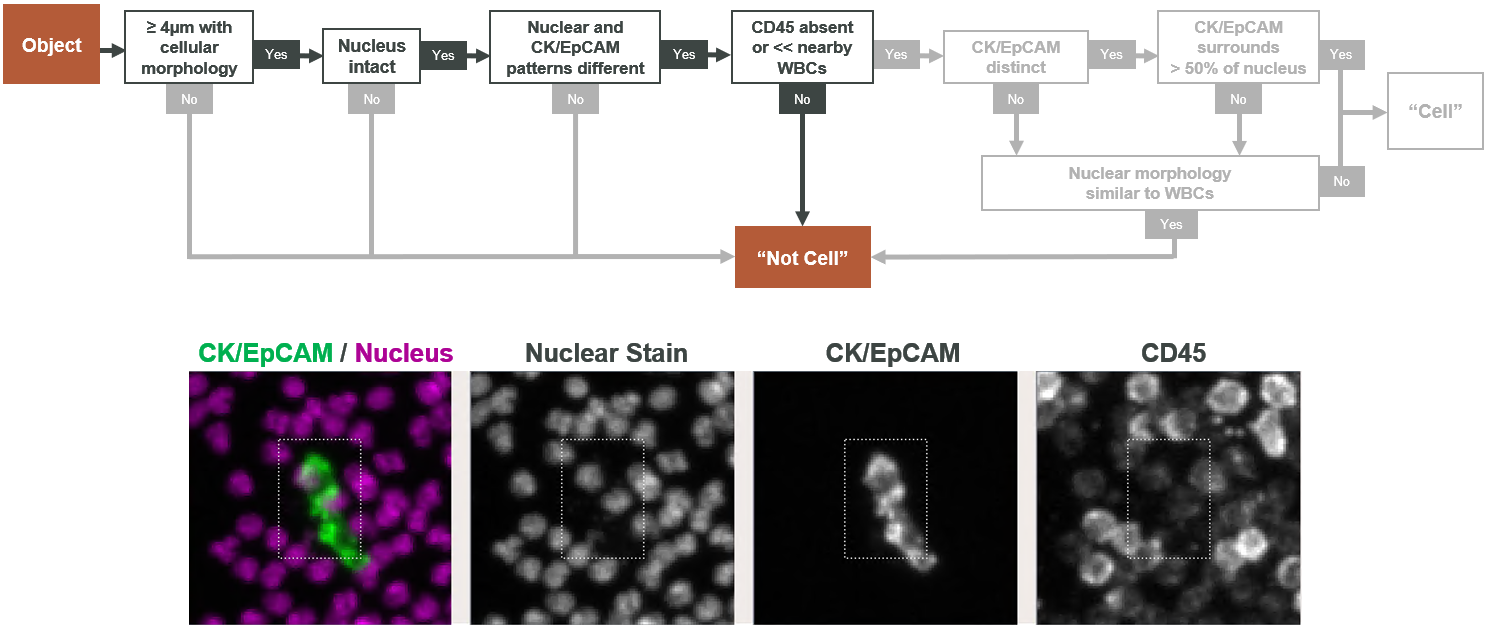 Object
≥ 4µm with
cellular
morphology
Yes
No
Nucleus
intact
Yes
No
Nuclear and
CK/EpCAM
patterns different
Yes
No
CD45 absent
or << nearby
WBCs
Yes
No
CK/EpCAM
distinct
Yes
No
CK/EpCAM
surrounds
> 50% of nucleus
Yes
No
“Cell”
Nuclear morphology
similar to WBCs
No
Yes
“Not Cell”
CK/EpCAM / Nucleus
Nuclear Stain
CK/EpCAM
CD45